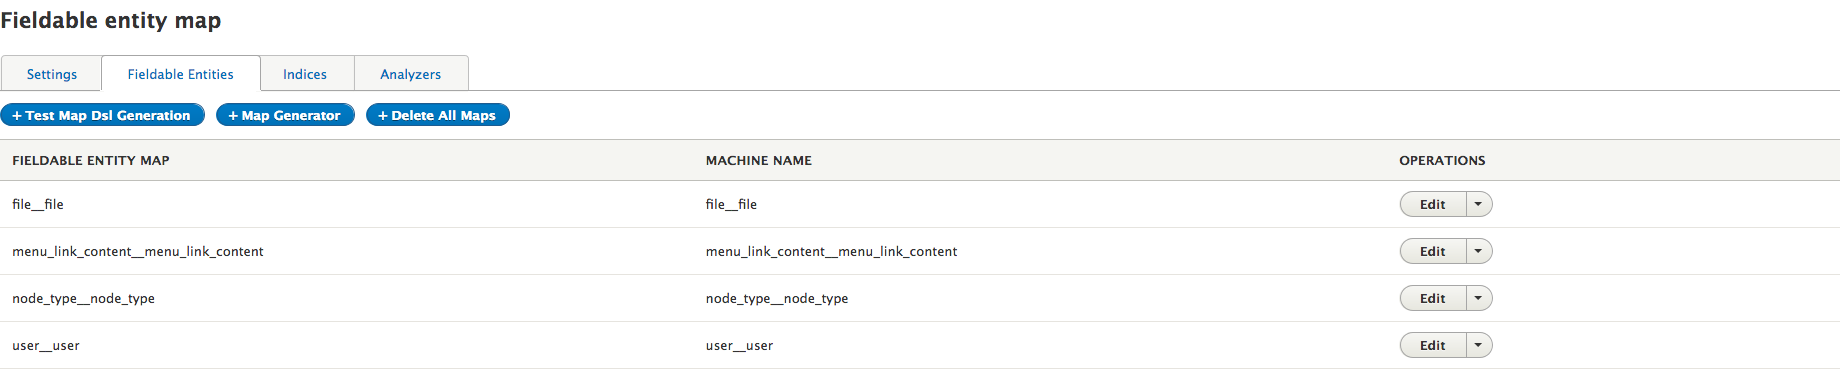 Fieldable entity map
Settings Fieldable Entities Indices Analyzers
+ Test Map Dsl Generation + Map Generator + Delete All Maps
FIELDABLE ENTITY MAP MACHINE NAME OPERATIONS
file__file file__file Edit
menu_link_content__menu_link_content menu_link_content__menu_link_content Edit
node_type__node_type node_type__node_type Edit
user__user user__user Edit